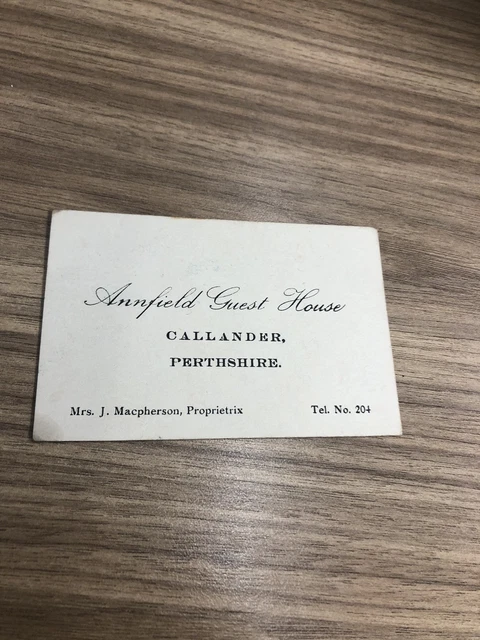 Annfield Guest House
CALLANDER,
PERTHSHIRE.
Mrs. J. Macpherson, Proprietrix Tel. No. 204